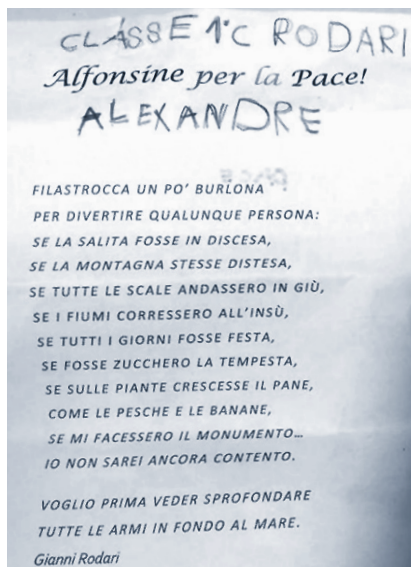 CLASSE 1°C RODARI
Alfonsine per la Pace!
ALEXANDRE
FILASTROCCA UN PO' BURLONA
PER DIVERTIRE QUALUNQUE PERSONA:
SE LA SALITA FOSSE IN DISCESA,
SE LA MONTAGNA STESSE DISTESA,
SE TUTTE LE SCALE ANDASSERO IN GIÙ,
SE I FIUMI CORRESSERO ALL'INSÙ,
SE TUTTI I GIORNI FOSSE FESTA,
SE FOSSE ZUCCHERO LA TEMPESTA,
SE SULLE PIANTE CRESCESSE IL PANE,
COME LE PESCHE E LE BANANE,
SE MI FACESSERO IL MONUMENTO…
IO NON SAREI ANCORA CONTENTO.
VOGLIO PRIMA VEDER SPROFONDARE
TUTTE LE ARMI IN FONDO AL MARE.
Gianni Rodari